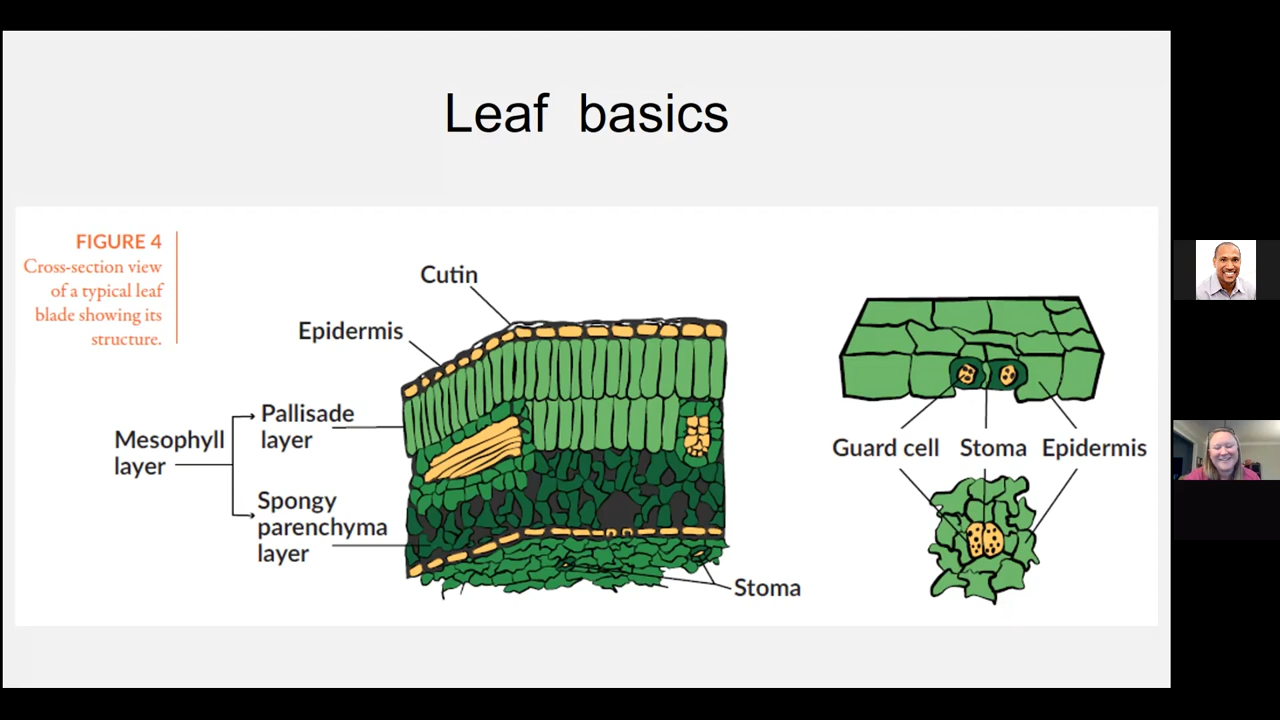 Leaf basics
FIGURE 4
Cross-section view
of a typical leaf
blade showing its
structure.
Cutin
Epidermis
Pallisade
layer
Mesophyll
layer
Spongy
parenchyma
layer
Stoma
Guard cell
Stoma
Epidermis